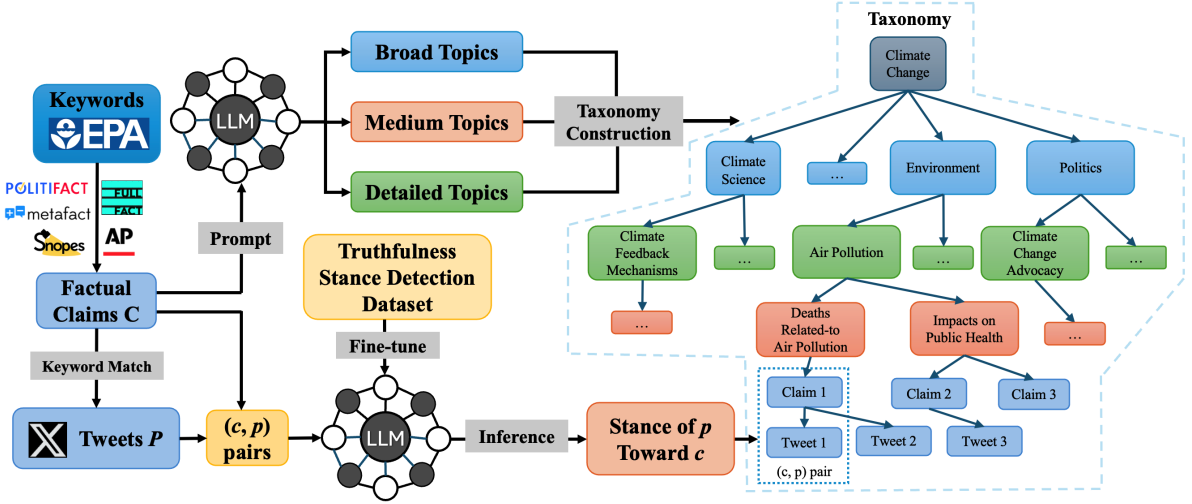 Keywords
EPA
POLITIFACT
metafact
Snopes
FULL
FACT
AP
Factual
Claims C
Keyword Match
Tweets P
(c, p)
pairs
Prompt
LLM
Broad Topics
Medium Topics
Detailed Topics
Taxonomy
Construction
Truthfulness
Stance Detection
Dataset
Fine-tune
LLM
Inference
Stance of p
Toward c
Taxonomy
Climate
Change
Climate
Science
...
Environment
Politics
Climate
Feedback
Mechanisms
...
Air Pollution
...
Climate
Change
Advocacy
...
...
Deaths
Related-to
Air Pollution
Impacts on
Public Health
...
Claim 1
Claim 2
Claim 3
Tweet 1
Tweet 2
Tweet 3
(c, p) pair